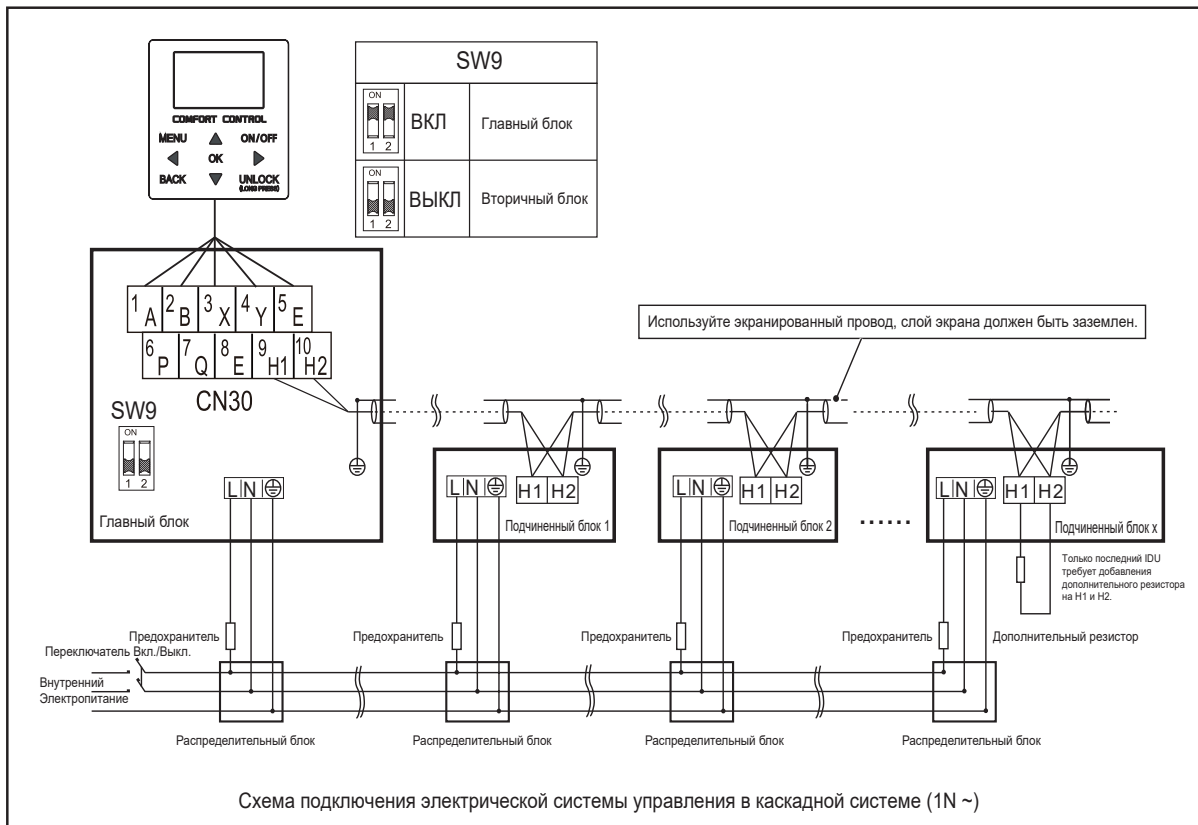 COMFORT CONTROL
MENU
ON/OFF
OK
BACK
UNLOCK
(LONG PRESS)
SW9
ON
1 2
ВКЛ
Главный блок
ON
1 2
ВЫКЛ
Вторичный блок
1 A 2 B 3 X 4 Y 5 E
6 P 7 Q 8 E 9 H1 10 H2
CN30
SW9
ON
1 2
Используйте экранированный провод, слой экрана должен быть заземлен.
L N
Главный блок
L N
H1 H2
Подчиненный блок 1
L N
H1 H2
Подчиненный блок 2
......
L N
H1 H2
Подчиненный блок x
Только последний IDU
требует добавления
дополнительного резистора
на H1 и H2.
Предохранитель
Предохранитель
Предохранитель
Предохранитель
Дополнительный резистор
Переключатель Вкл./Выкл.
Внутренний
Электропитание
Распределительный блок
Распределительный блок
Распределительный блок
Распределительный блок
Схема подключения электрической системы управления в каскадной системе (1N ~)